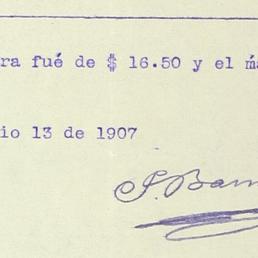 ra fué de $ 16.50 y el má
io 13 de 1907